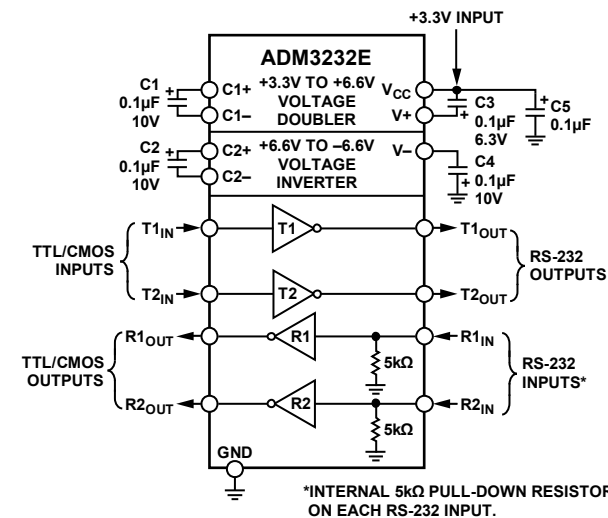 +3.3V INPUT
ADM3232E
C1
0.1µF
10V
+
C1+
C1–
+3.3V TO +6.6V
VOLTAGE
DOUBLER
VCC
V+
+
C3
0.1µF
6.3V
+
C5
0.1µF
C2
0.1µF
10V
+
C2+
C2–
+6.6V TO –6.6V
VOLTAGE
INVERTER
V–
C4
+
0.1µF
10V
TTL/CMOS
INPUTS
T1IN
T1
T1OUT
T2IN
T2
T2OUT
RS-232
OUTPUTS
TTL/CMOS
OUTPUTS
R1OUT
R1
R1IN
5kΩ
R2OUT
R2
R2IN
5kΩ
RS-232
INPUTS*
GND
*INTERNAL 5kΩ PULL-DOWN RESISTOR
ON EACH RS-232 INPUT.